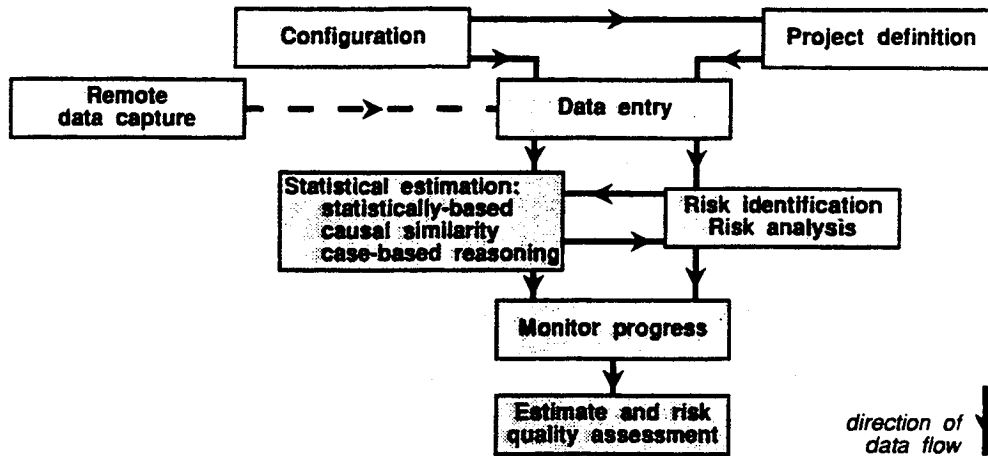 Configuration
Project definition
Remote
data capture
Data entry
Statistical estimation:
statistically-based
causal similarity
case-based reasoning
Risk identification
Risk analysis
Monitor progress
Estimate and risk
quality assessment
direction of
data flow